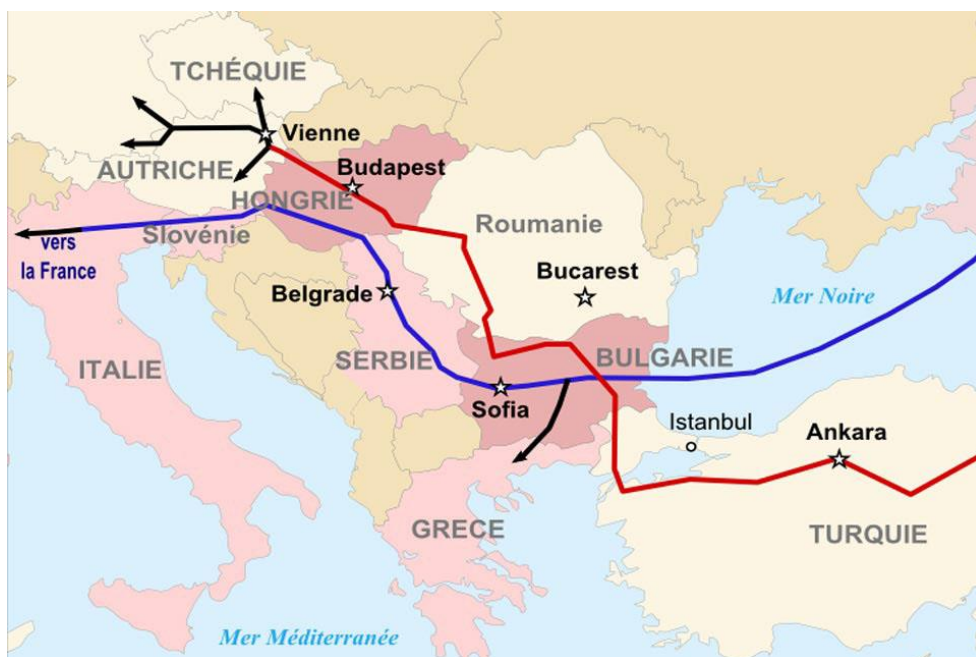 TCHÉQUIE
Vienne
AUTRICHE
Budapest
HONGRIE
Slovénie
Roumanie
vers
la France
Belgrade
Bucarest
Mer Noire
ITALIE
SERBIE
BULGARIE
Sofia
Istanbul
Ankara
GRECE
TURQUIE
Mer Méditerranée